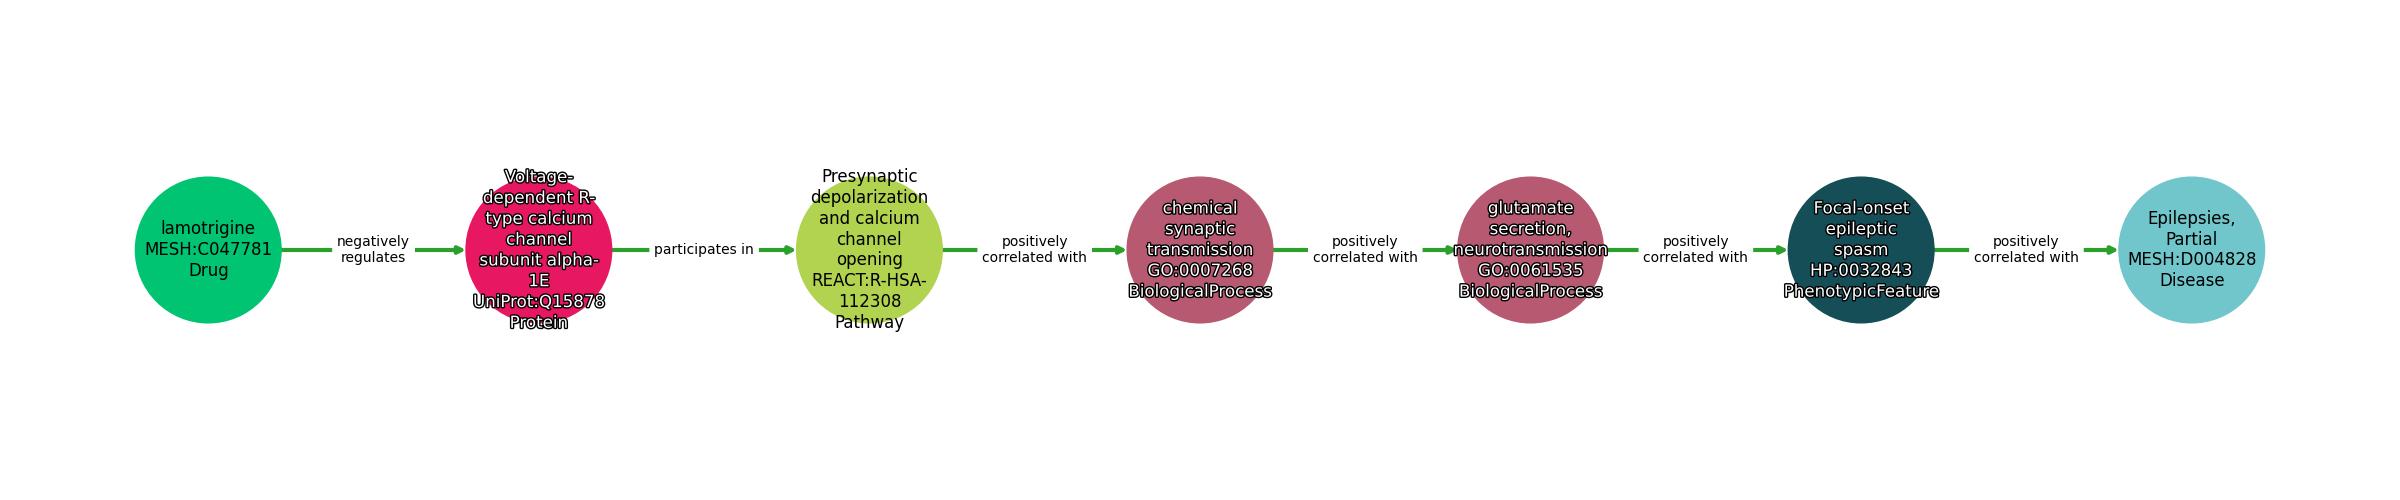 lamotrigine
MESH:C047781
Drug
negatively
regulates
Voltage-
dependent R-
type calcium
channel
subunit alpha-
1E
UniProt:Q15878
Protein
participates in
Presynaptic
depolarization
and calcium
channel
opening
REACT:R-HSA-
112308
Pathway
positively
correlated with
chemical
synaptic
transmission
GO:0007268
BiologicalProcess
positively
correlated with
glutamate
secretion,
neurotransmission
GO:0061535
BiologicalProcess
positively
correlated with
Focal-onset
epileptic
spasm
HP:0032843
PhenotypicFeature
positively
correlated with
Epilepsies,
Partial
MESH:D004828
Disease